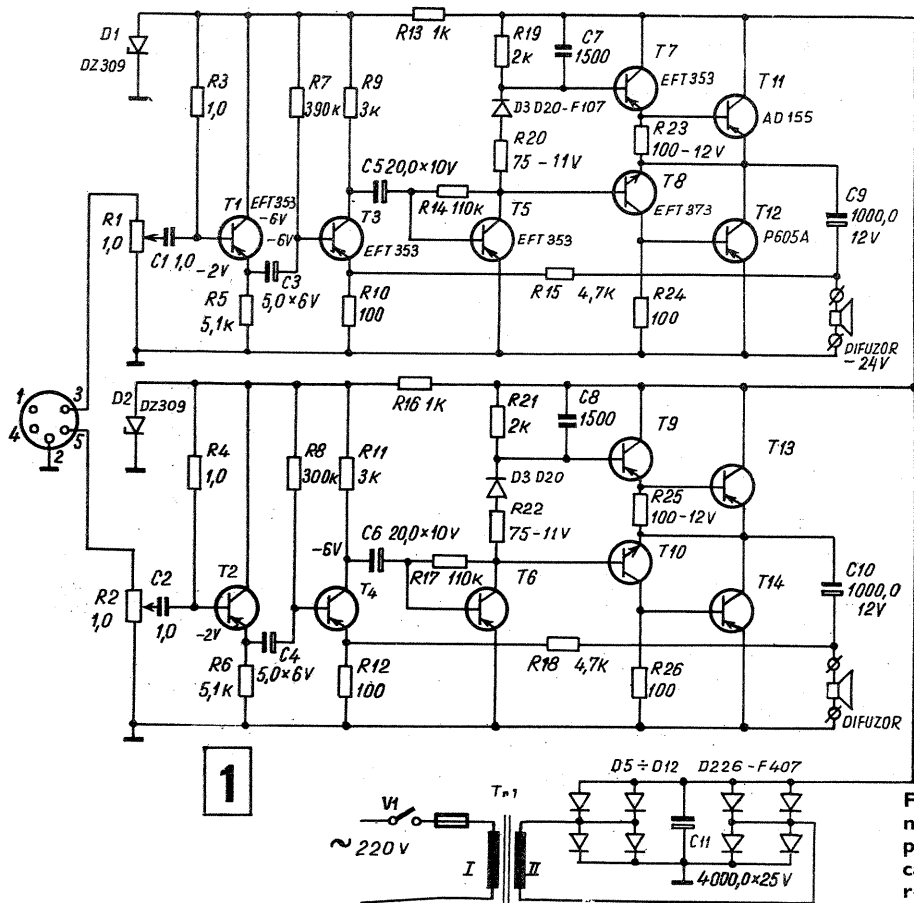 D1
DZ309
R13 1K
R3
1,0
R7
390K
R9
3K
R19
2K
C7
1500
D3 D20-F107
R20
75-11V
T7
EFT353
T11
AD155
R23
100-12V
C5 20,0×10V
R14 110K
T5
EFT353
T8
EFT373
T12
P605A
C9
1000,0
12V
R1
1,0
C1 1,0
T1
EFT353
-6V
-6V
-2V
T3
EFT353
C3
5,0×6V
R5
5,1K
R10
100
R15 4,7K
R24
100
DIFUZOR
-24V
1
3
4
5
2
D2
DZ309
R16 1K
R4
1,0
R8
300K
R11
3K
R21
2K
C8
1500
D3 D20
R22
75-11V
T9
T13
R25
100-12V
-6V
C6 20,0×10V
R17 110K
T6
T10
T14
C10
1000,0
12V
R2
1,0
C2
1,0
T2
-2V
T4
C4
5,0×6V
R6
5,1K
R12
100
R18 4,7K
R26
100
DIFUZOR
1
V1
~220V
Tr1
I
II
D5÷D12
D226-F407
C11
4000,0×25V